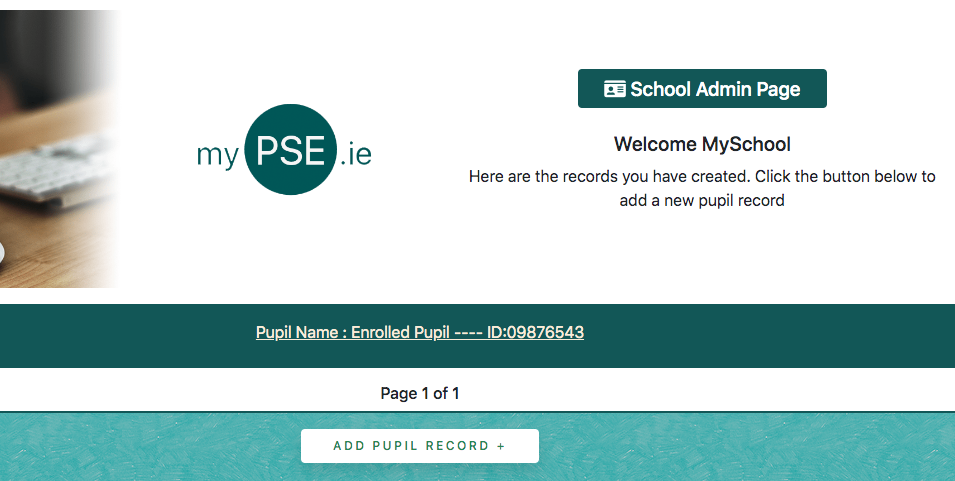 School Admin Page
myPSE.ie
Welcome MySchool
Here are the records you have created. Click the button below to
add a new pupil record
Pupil Name : Enrolled Pupil ---- ID:09876543
Page 1 of 1
ADD PUPIL RECORD +